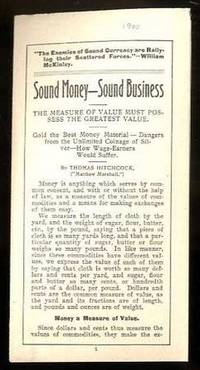 1900
"The Enemies of Sound Currency are Rally-
ing their Scattered Forces."—William
McKinley.
Sound Money—Sound Business
THE MEASURE OF VALUE MUST POS-
SESS THE GREATEST VALUE.
Gold the Best Money Material — Dangers
from the Unlimited Coinage of Sil-
ver—How Wage-Earners
Would Suffer.
By THOMAS HITCHCOCK,
("Matthew Marshall.")
Money is anything which serves by com-
mon consent, and with or without the help
of law, as a measure of the values of com-
modities and a means for making exchanges
of them easy.
We measure the length of cloth by the
yard, and the weight of sugar, flour, butter,
etc., by the pound, saying that a piece of
cloth is so many yards long, and that a par-
ticular quantity of sugar, butter or flour
weighs so many pounds. In like manner,
since these commodities have different val-
ues, we express the value of each of them
by saying that cloth is worth so many dol-
lars and cents per yard, and sugar, flour
and butter so many cents, or hundredth
parts of a dollar, per pound. Dollars and
cents are the common measure of value, as
the yard and its fractions are of length,
and pounds and ounces are of weight.
Money a Measure of Value.
Since dollars and cents thus measure the
values of commodities, they make the ex-
1